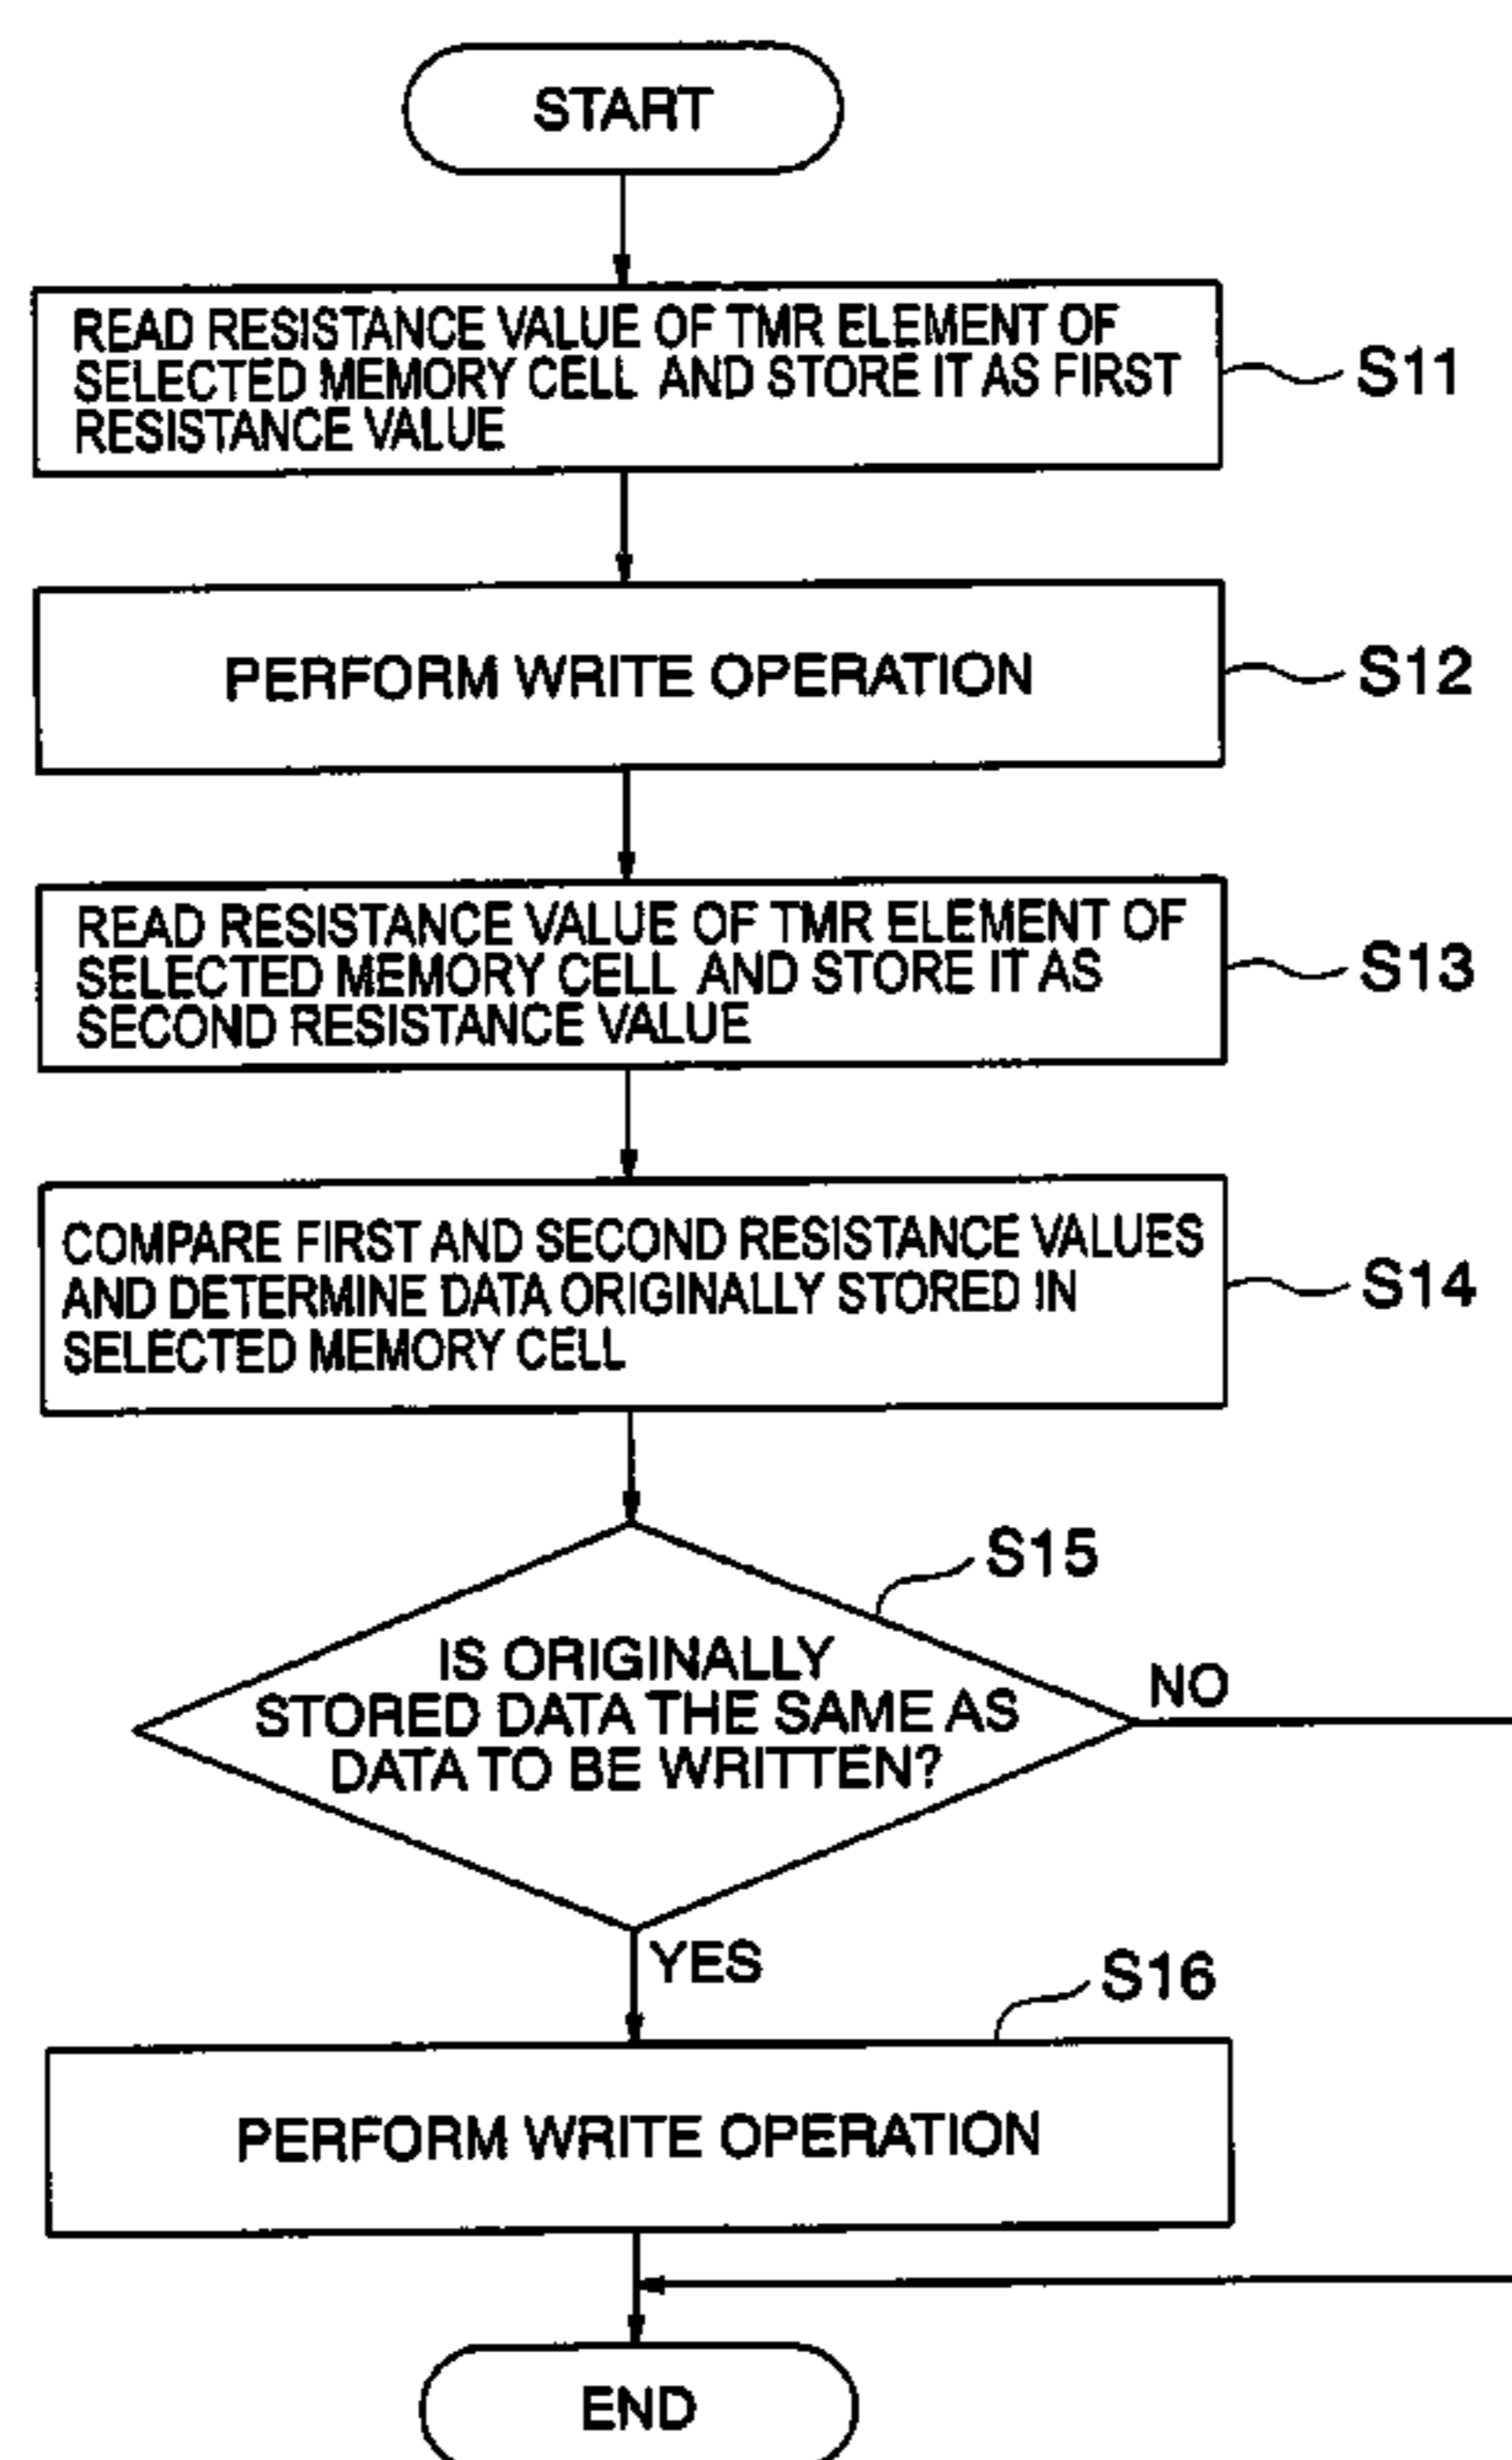 START
READ RESISTANCE VALUE OF TMR ELEMENT OF
SELECTED MEMORY CELL AND STORE IT AS FIRST
RESISTANCE VALUE
S11
PERFORM WRITE OPERATION
S12
READ RESISTANCE VALUE OF TMR ELEMENT OF
SELECTED MEMORY CELL AND STORE IT AS
SECOND RESISTANCE VALUE
S13
COMPARE FIRST AND SECOND RESISTANCE VALUES
AND DETERMINE DATA ORIGINALLY STORED IN
SELECTED MEMORY CELL
S14
S15
IS ORIGINALLY
STORED DATA THE SAME AS
DATA TO BE WRITTEN?
NO
YES
S16
PERFORM WRITE OPERATION
END